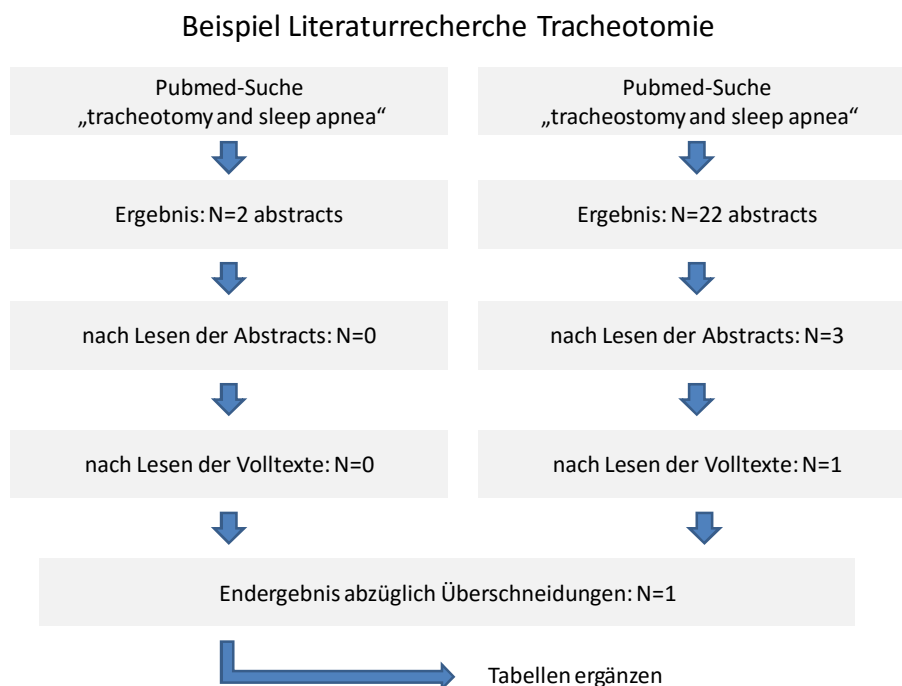 Beispiel Literaturrecherche Tracheotomie
Pubmed-Suche
„tracheotomy and sleep apnea“
Pubmed-Suche
„tracheostomy and sleep apnea“
Ergebnis: N=2 abstracts
Ergebnis: N=22 abstracts
nach Lesen der Abstracts: N=0
nach Lesen der Abstracts: N=3
nach Lesen der Volltexte: N=0
nach Lesen der Volltexte: N=1
Endergebnis abzüglich Überschneidungen: N=1
Tabellen ergänzen